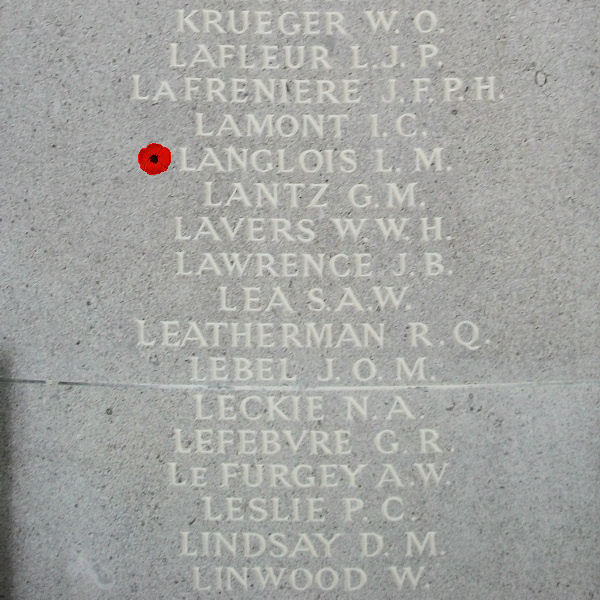 KRUEGER W. O.
LAFLEUR L. J. P.
LAFRENIERE J. F. P. H.
LAMONT I. C.
LANGLOIS L. M.
LANTZ G. M.
LAVERS W. W. H.
LAWRENCE J. B.
LEA S. A. W.
LEATHERMAN R. Q.
LEBEL J. O. M.
LECKIE N. A.
LEFEBVRE G. R.
LE FURGEY A. W.
LESLIE P. C.
LINDSAY D. M.
LINWOOD W.